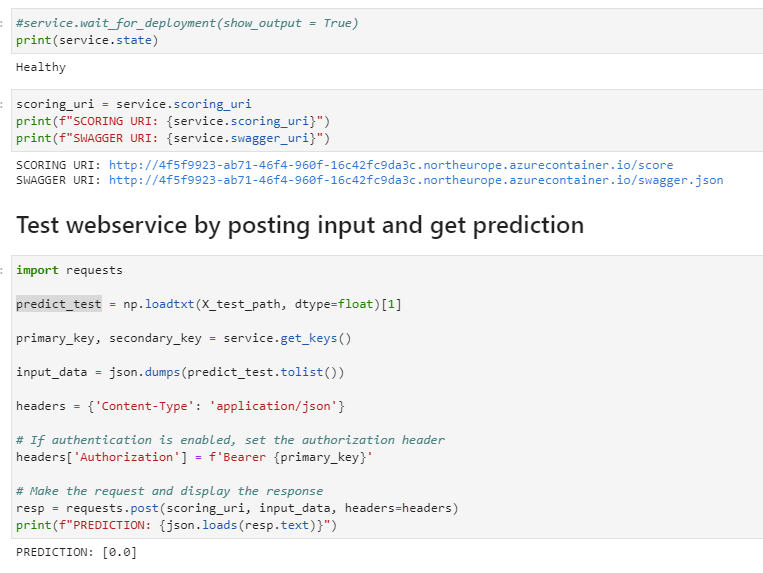 #service.wait_for_deployment(show_output = True)
print(service.state)
Healthy
scoring_uri = service.scoring_uri
print(f"SCORING URI: {service.scoring_uri}")
print(f"SWAGGER URI: {service.swagger_uri}")
SCORING URI: http://4f5f9923-ab71-46f4-960f-16c42fc9da3c.northeurope.azurecontainer.io/score
SWAGGER URI: http://4f5f9923-ab71-46f4-960f-16c42fc9da3c.northeurope.azurecontainer.io/swagger.json
Test webservice by posting input and get prediction
import requests
predict_test = np.loadtxt(X_test_path, dtype=float)[1]
primary_key, secondary_key = service.get_keys()
input_data = json.dumps(predict_test.tolist())
headers = {'Content-Type': 'application/json'}
# If authentication is enabled, set the authorization header
headers['Authorization'] = f'Bearer {primary_key}'
# Make the request and display the response
resp = requests.post(scoring_uri, input_data, headers=headers)
print(f"PREDICTION: {json.loads(resp.text)}")
PREDICTION: [0.0]